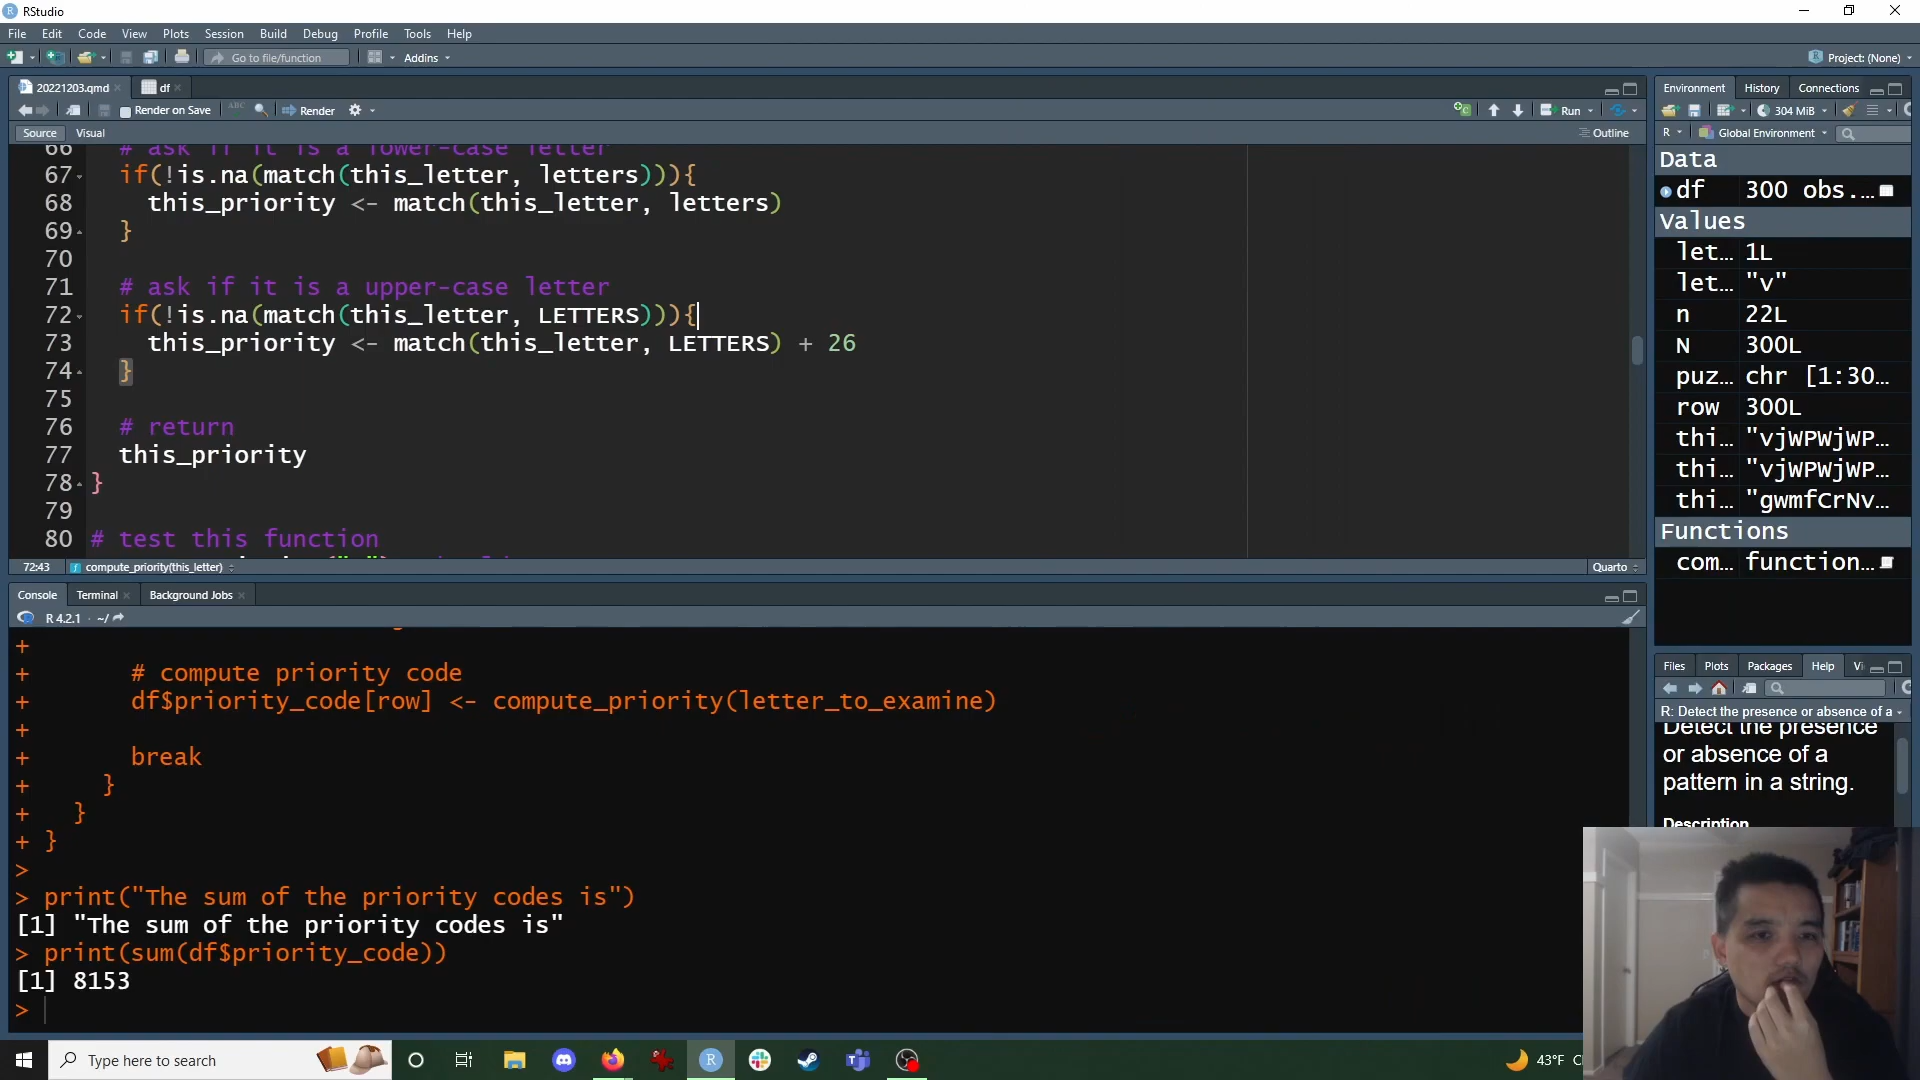 RStudio
File Edit Code View Plots Session Build Debug Profile Tools Help
Go to file/function Addins Project: (None)
20221203.qmd df
Render on Save ABC Render Run
Source Visual Outline
66 # ask if it is a lower-case letter
67 if(!is.na(match(this_letter, letters))){
68 this_priority <- match(this_letter, letters)
69 }
70
71 # ask if it is a upper-case letter
72 if(!is.na(match(this_letter, LETTERS))){
73 this_priority <- match(this_letter, LETTERS) + 26
74 }
75
76 # return
77 this_priority
78 }
79
80 # test this function
72:43 compute_priority(this_letter) Quarto
Console Terminal Background Jobs
R 4.2.1 · ~/
+
+ # compute priority code
+ df$priority_code[row] <- compute_priority(letter_to_examine)
+
+ break
+ }
+ }
+ }
>
> print("The sum of the priority codes is")
[1] "The sum of the priority codes is"
> print(sum(df$priority_code))
[1] 8153
>
Environment History Connections
304 MiB
R Global Environment
Data
df 300 obs....
Values
let… 1L
let… "v"
n 22L
N 300L
puz… chr [1:30…
row 300L
thi… "vjWPWjWP…
thi… "vjWPWjWP…
thi… "gwmfCrNv…
Functions
com… function…
Files Plots Packages Help Vi
R: Detect the presence or absence of a
Detect the presence
or absence of a
pattern in a string.
Description
Type here to search
43°F